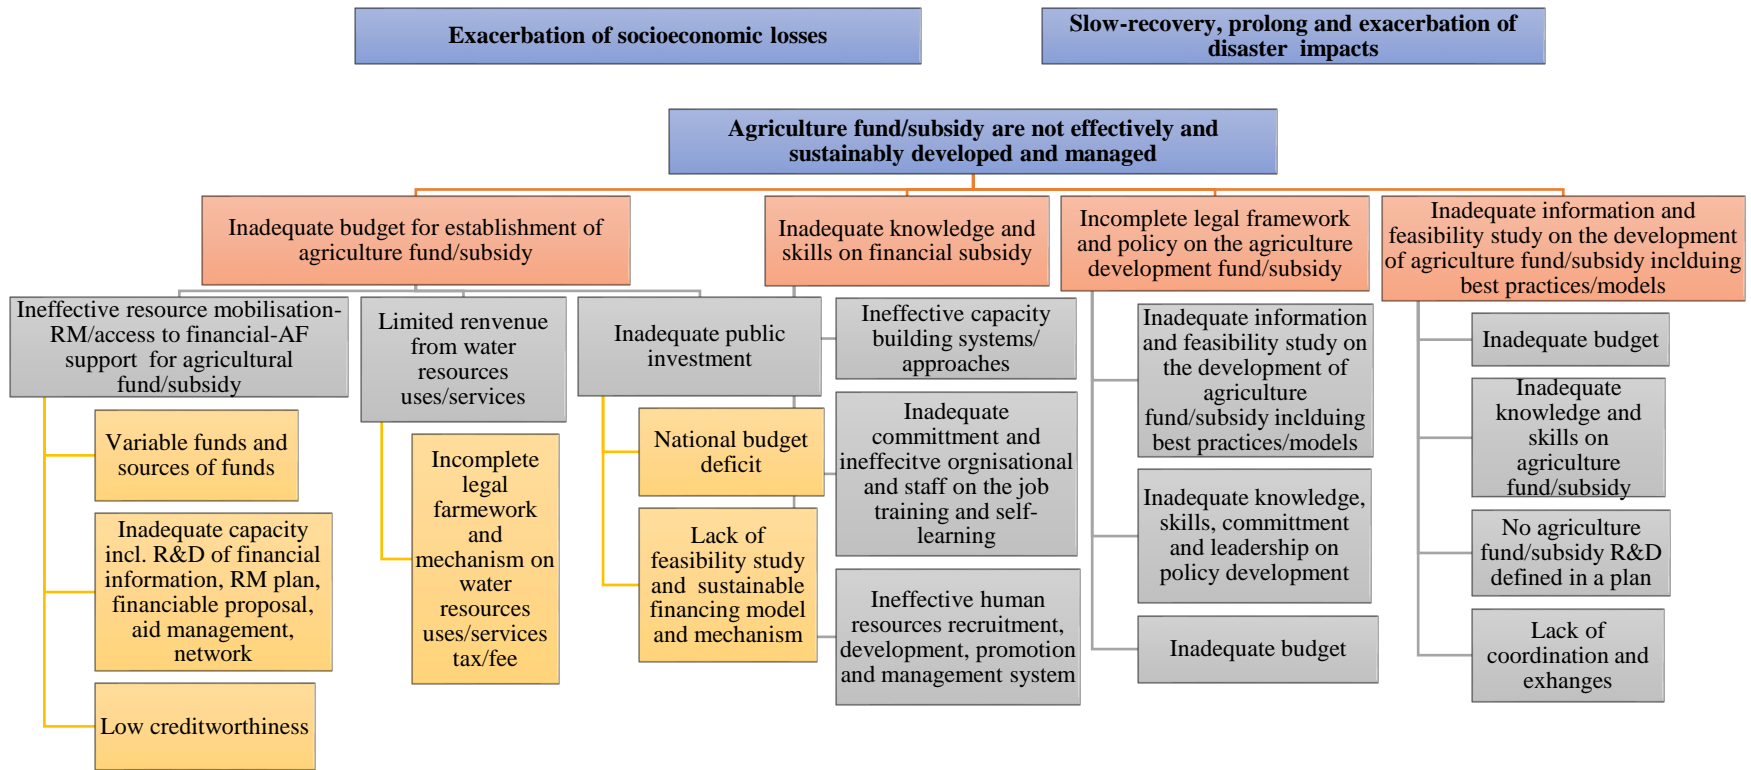 Exacerbation of socioeconomic losses
Slow-recovery, prolong and exacerbation of
disaster impacts
Agriculture fund/subsidy are not effectively and
sustainably developed and managed
Inadequate budget for establishment of
agriculture fund/subsidy
Ineffective resource mobilisation-
RM/access to financial-AF
support for agricultural
fund/subsidy
Variable funds and
sources of funds
Inadequate capacity
incl. R&D of financial
information, RM plan,
financiable proposal,
aid management,
network
Low creditworthiness
Limited renvenue
from water
resources
uses/services
Incomplete
legal
farmework
and
mechanism on
water
resources
uses/services
tax/fee
Inadequate public
investment
National budget
deficit
Lack of
feasibility study
and sustainable
financing model
and mechanism
Inadequate knowledge and
skills on financial subsidy
Ineffective capacity
building systems/
approaches
Inadequate
committment and
ineffecitve orgnisational
and staff on the job
training and self-
learning
Ineffective human
resources recruitment,
development, promotion
and management system
Incomplete legal framework
and policy on the agriculture
development fund/subsidy
Inadequate information
and feasibility study on
the development of
agriculture
fund/subsidy inclduing
best practices/models
Inadequate knowledge,
skills, committment
and leadership on
policy development
Inadequate budget
Inadequate information and
feasibility study on the development
of agriculture fund/subsidy inclduing
best practices/models
Inadequate budget
Inadequate
knowledge and
skills on
agriculture
fund/subsidy
No agriculture
fund/subsidy R&D
defined in a plan
Lack of
coordination and
exhanges